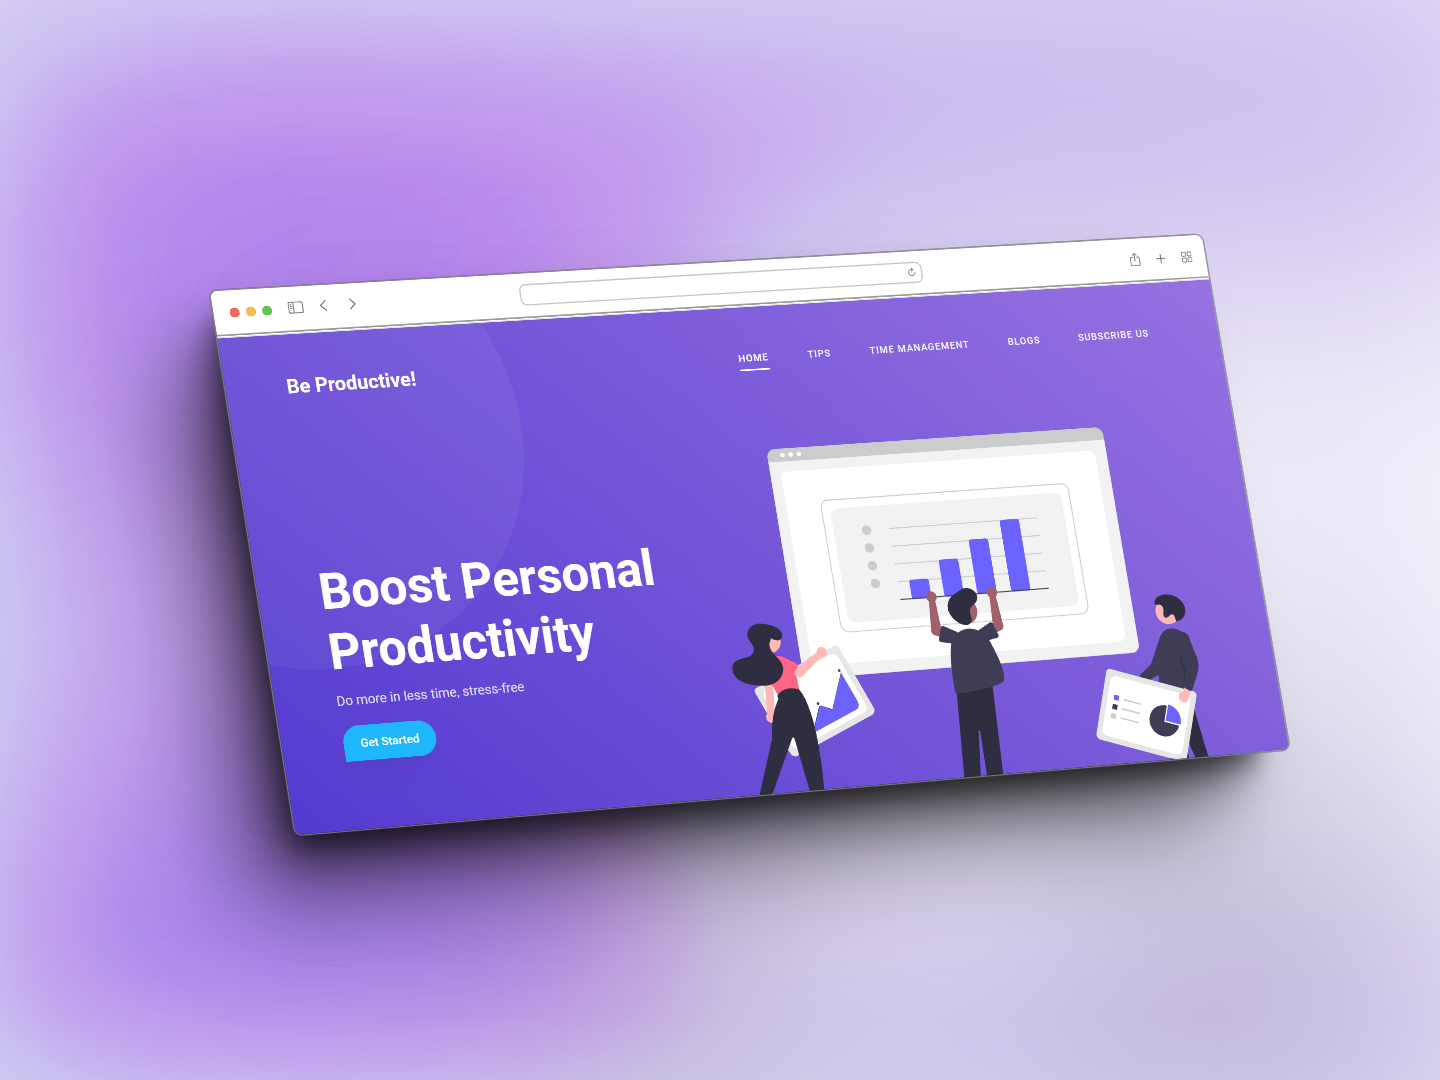 Be Productive!
HOME TIPS TIME MANAGEMENT BLOGS SUBSCRIBE US
Boost Personal
Productivity
Do more in less time, stress-free
Get Started